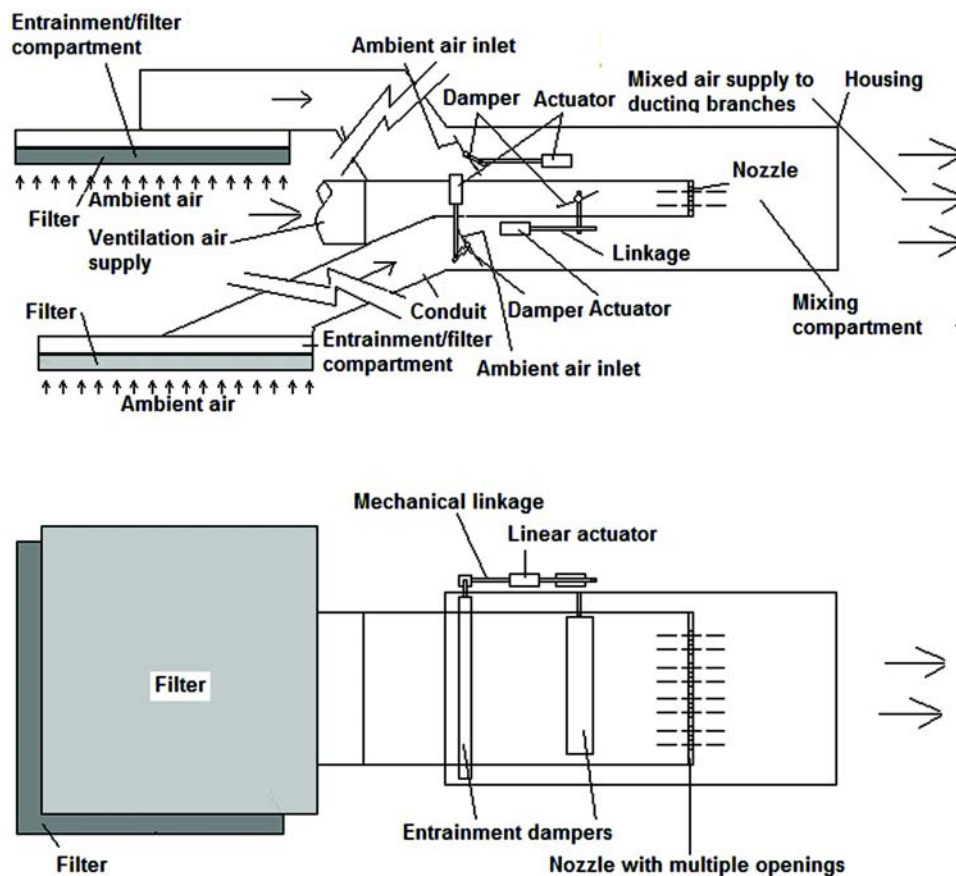 Entrainment/filter
compartment
Ambient air inlet
Damper
Actuator
Mixed air supply to
ducting branches
Housing
Ambient air
Filter
Ventilation air
supply
Nozzle
Linkage
Mixing
compartment
Filter
Conduit
Damper
Actuator
Entrainment/filter
compartment
Ambient air inlet
Ambient air
Mechanical linkage
Linear actuator
Filter
Entrainment dampers
Filter
Nozzle with multiple openings